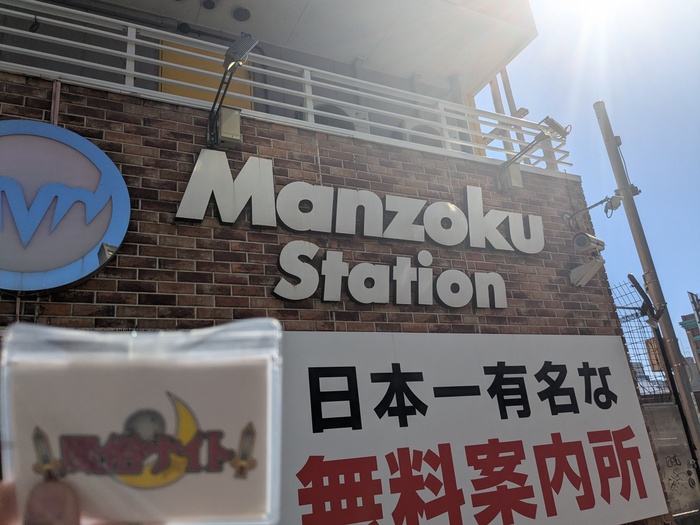 Manzoku
Station
日本一有名な
無料案内所
風俗ナイト